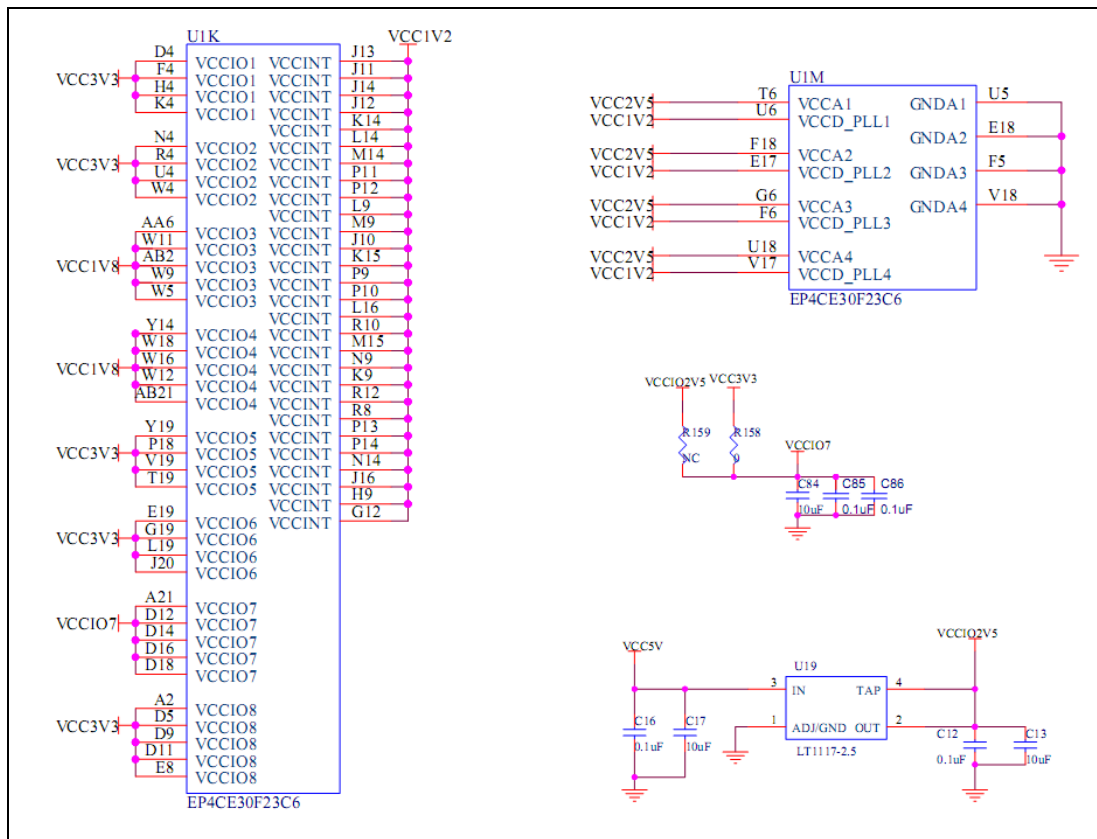 U1K
VCC1V2
D4 VCCIO1 VCCINT J13
F4 VCCIO1 VCCINT J11
VCC3V3
H4 VCCIO1 VCCINT J14
K4 VCCIO1 VCCINT J12
VCCINT K14
N4 VCCIO2 VCCINT L14
R4 VCCIO2 VCCINT M14
VCC3V3
U4 VCCIO2 VCCINT P11
W4 VCCIO2 VCCINT P12
VCCINT L9
AA6 VCCIO3 VCCINT M9
W11 VCCIO3 VCCINT J10
VCC1V8
AB2 VCCIO3 VCCINT K15
W9 VCCIO3 VCCINT P9
W5 VCCIO3 VCCINT P10
VCCINT L16
Y14 VCCIO4 VCCINT R10
W18 VCCIO4 VCCINT M15
VCC1V8
W16 VCCIO4 VCCINT N9
W12 VCCIO4 VCCINT K9
AB21 VCCIO4 VCCINT R12
VCCINT R8
Y19 VCCIO5 VCCINT P13
P18 VCCIO5 VCCINT P14
VCC3V3
V19 VCCIO5 VCCINT N14
T19 VCCIO5 VCCINT J16
VCCINT H9
E19 VCCIO6 VCCINT G12
G19 VCCIO6
VCC3V3
L19 VCCIO6
J20 VCCIO6
A21 VCCIO7
D12 VCCIO7
VCCIO7
D14 VCCIO7
D16 VCCIO7
D18 VCCIO7
A2 VCCIO8
D5 VCCIO8
VCC3V3
D9 VCCIO8
D11 VCCIO8
E8 VCCIO8
EP4CE30F23C6
U1M
VCC2V5 T6 VCCA1 GNDA1 U5
VCC1V2 U6 VCCD_PLL1
GNDA2 E18
VCC2V5 F18 VCCA2
VCC1V2 E17 VCCD_PLL2 GNDA3 F5
VCC2V5 G6 VCCA3 GNDA4 V18
VCC1V2 F6 VCCD_PLL3
VCC2V5 U18 VCCA4
VCC1V2 V17 VCCD_PLL4
EP4CE30F23C6
VCCIO2V5 VCC3V3
R159 R158
NC 0
VCCIO7
C84 C85 C86
10uF 0.1uF 0.1uF
VCC5V
VCCIO2V5
U19
3 IN TAP 4
1 ADJ/GND OUT 2
LT1117-2.5
C16 C17
0.1uF 10uF
C12 C13
0.1uF 10uF